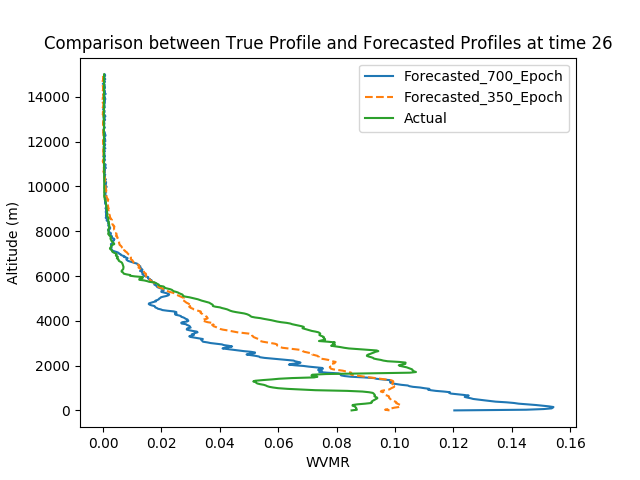 Comparison between True Profile and Forecasted Profiles at time 26
Forecasted_700_Epoch
Forecasted_350_Epoch
Actual
Altitude (m)
14000
12000
10000
8000
6000
4000
2000
0
0.00 0.02 0.04 0.06 0.08 0.10 0.12 0.14 0.16
WVMR